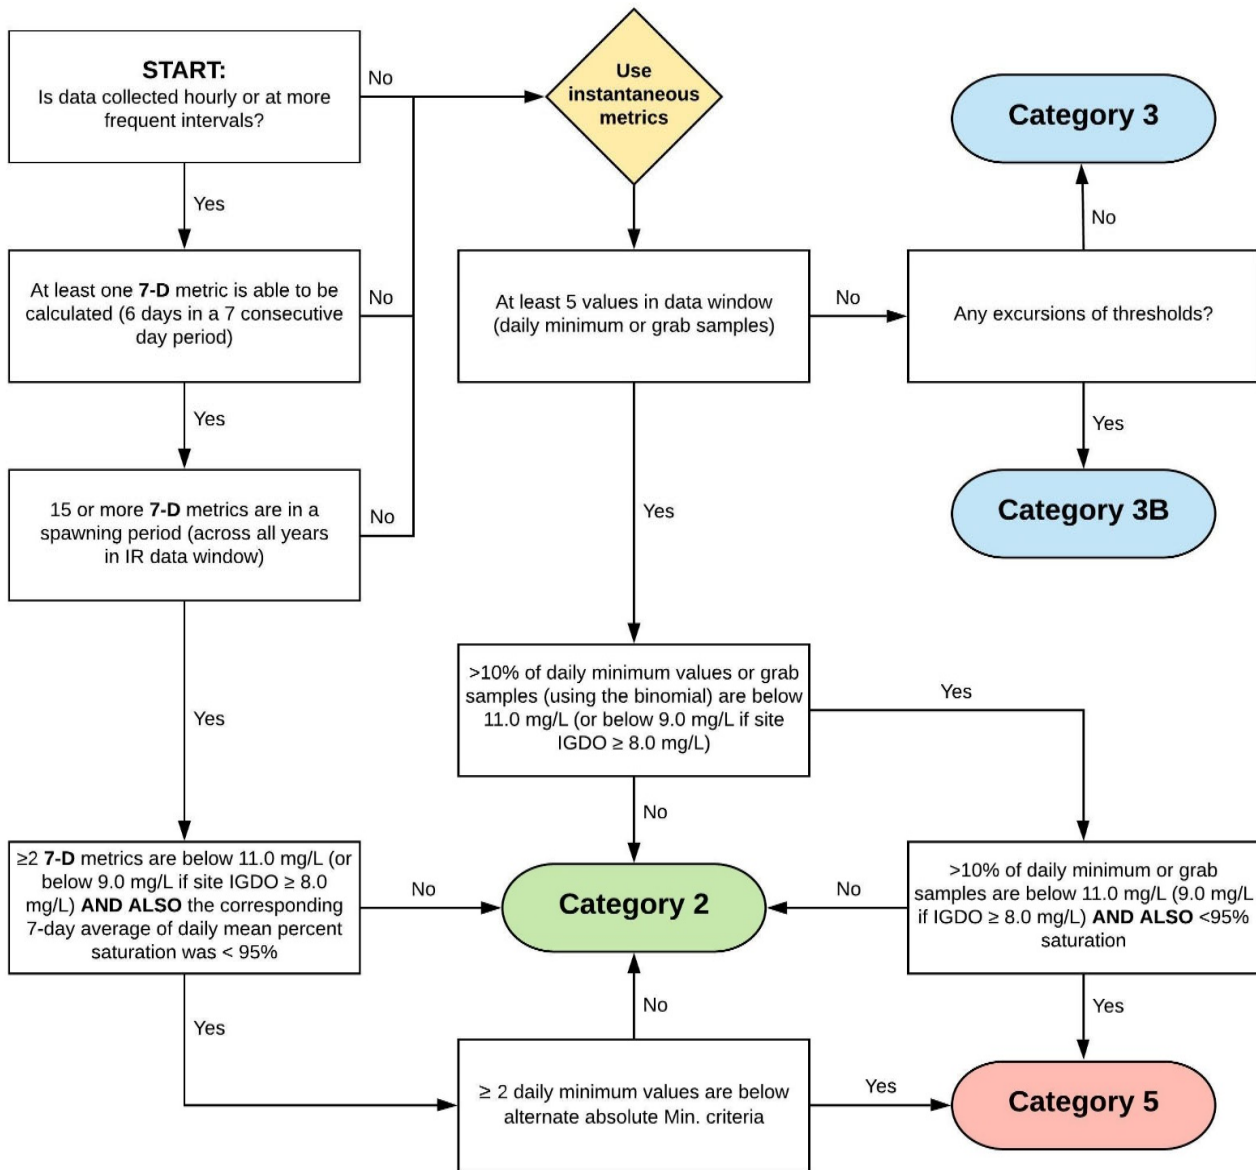 START:
Is data collected hourly or at more
frequent intervals?
No
Use
instantaneous
metrics
Category 3
Yes
No
At least one 7-D metric is able to be
calculated (6 days in a 7 consecutive
day period)
No
At least 5 values in data window
(daily minimum or grab samples)
No
Any excursions of thresholds?
Yes
Yes
15 or more 7-D metrics are in a
spawning period (across all years
in IR data window)
No
Yes
Category 3B
Yes
>10% of daily minimum values or grab
samples (using the binomial) are below
11.0 mg/L (or below 9.0 mg/L if site
IGDO ≥ 8.0 mg/L)
Yes
No
≥2 7-D metrics are below 11.0 mg/L (or
below 9.0 mg/L if site IGDO ≥ 8.0
mg/L) AND ALSO the corresponding
7-day average of daily mean percent
saturation was < 95%
No
Category 2
No
>10% of daily minimum or grab
samples are below 11.0 mg/L (9.0 mg/L
if IGDO ≥ 8.0 mg/L) AND ALSO <95%
saturation
Yes
No
Yes
≥ 2 daily minimum values are below
alternate absolute Min. criteria
Yes
Category 5